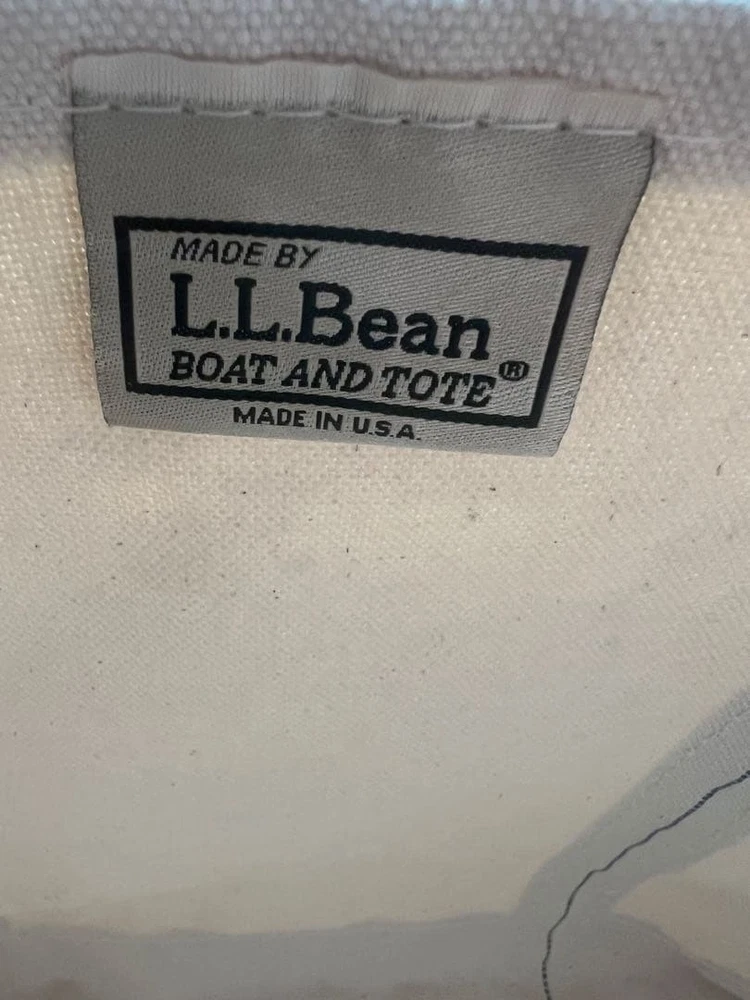 MADE BY
L.L.Bean
BOAT AND TOTE®
MADE IN U.S.A.